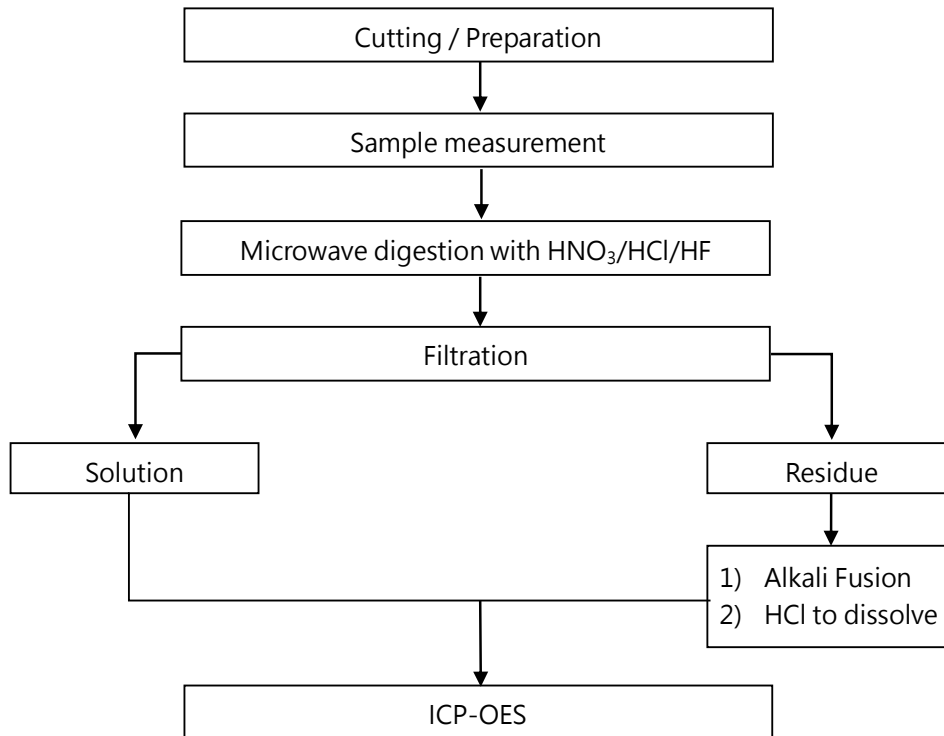 Cutting / Preparation
Sample measurement
Microwave digestion with HNO₃/HCl/HF
Filtration
Solution
Residue
1) Alkali Fusion
2) HCl to dissolve
ICP-OES